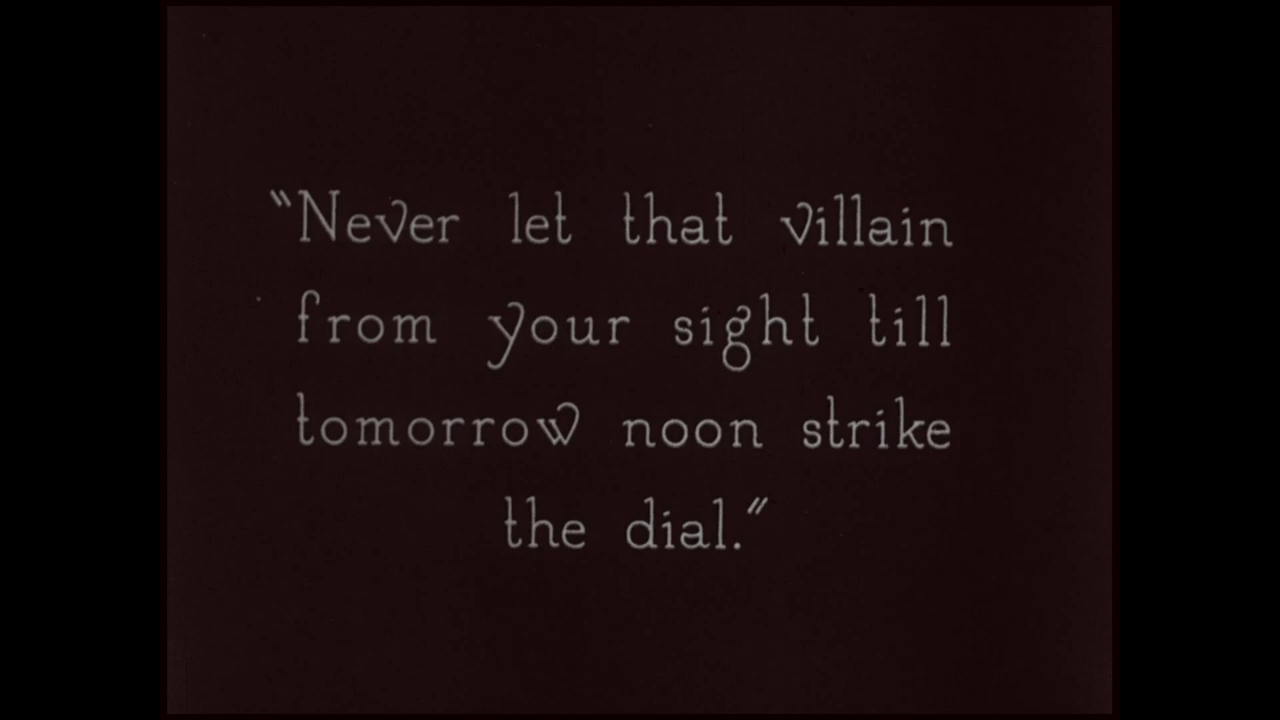 "Never let that villain
from your sight till
tomorrow noon strike
the dial."